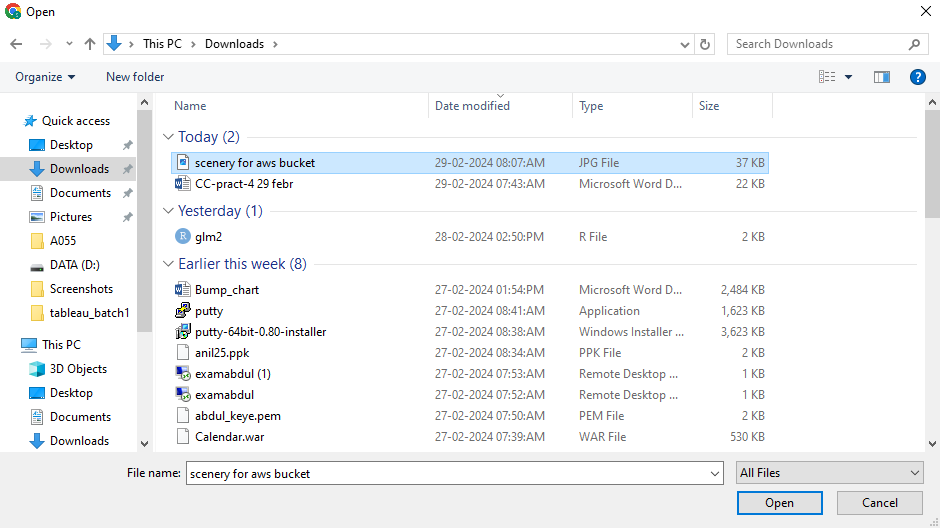 Open
This PC > Downloads >
Search Downloads
Organize
New folder
Name
Date modified
Type
Size
Quick access
Desktop
Downloads
Documents
Pictures
A055
DATA (D:)
Screenshots
tableau_batch1
This PC
3D Objects
Desktop
Documents
Downloads
Today (2)
scenery for aws bucket 29-02-2024 08:07:AM JPG File 37 KB
CC-pract-4 29 febr 29-02-2024 07:43:AM Microsoft Word D... 22 KB
Yesterday (1)
glm2 28-02-2024 02:50:PM R File 2 KB
Earlier this week (8)
Bump_chart 27-02-2024 01:54:PM Microsoft Word D... 2,484 KB
putty 27-02-2024 08:41:AM Application 1,623 KB
putty-64bit-0.80-installer 27-02-2024 08:38:AM Windows Installer ... 3,623 KB
anil25.ppk 27-02-2024 08:34:AM PPK File 2 KB
examabdul (1) 27-02-2024 07:53:AM Remote Desktop ... 1 KB
examabdul 27-02-2024 07:52:AM Remote Desktop ... 1 KB
abdul_keye.pem 27-02-2024 07:50:AM PEM File 2 KB
Calendar.war 27-02-2024 07:39:AM WAR File 530 KB
File name: scenery for aws bucket
All Files
Open
Cancel